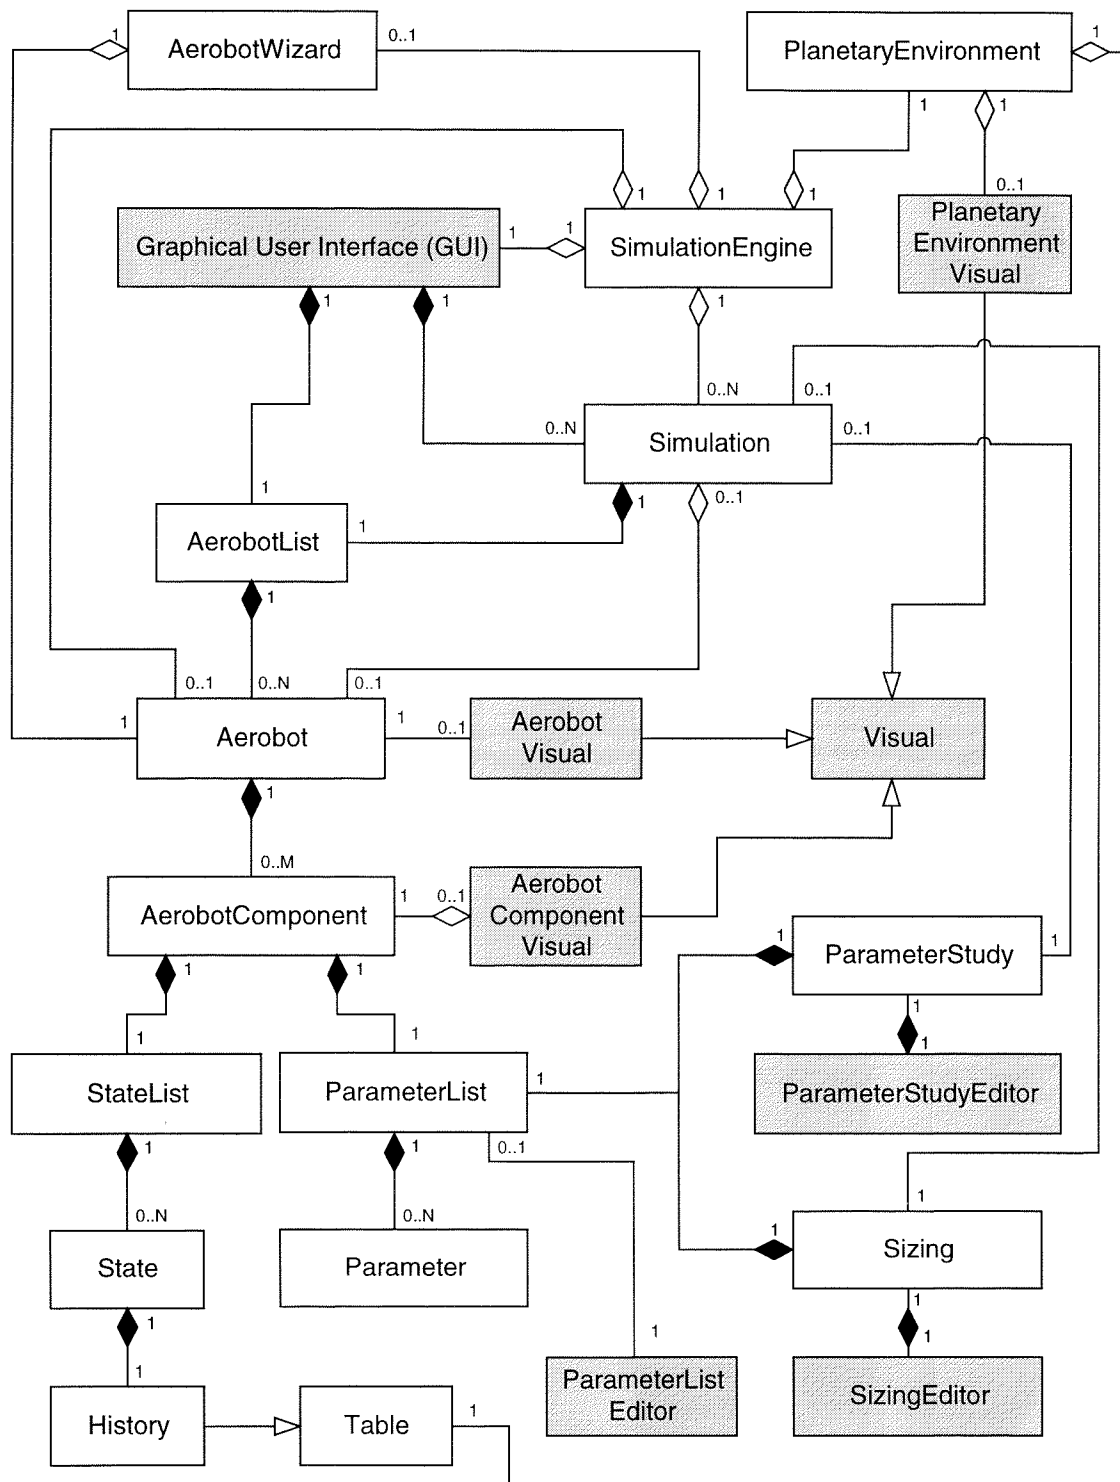 1
AerobotWizard
0..1
PlanetaryEnvironment
1
1
1
1
1
1
0..1
Graphical User Interface (GUI)
1
1
SimulationEngine
Planetary
Environment
Visual
1
1
1
0..N
0..1
0..N
Simulation
0..1
1
0..1
1
AerobotList
1
1
0..1
0..N
0..1
1
Aerobot
1
0..1
Aerobot
Visual
Visual
1
0..M
AerobotComponent
1
0..1
Aerobot
Component
Visual
1
ParameterStudy
1
1
1
1
1
1
1
StateList
ParameterList
1
ParameterStudyEditor
1
1
0..1
1
0..N
0..N
1
Sizing
State
Parameter
1
1
1
1
1
ParameterList
Editor
SizingEditor
History
Table
1